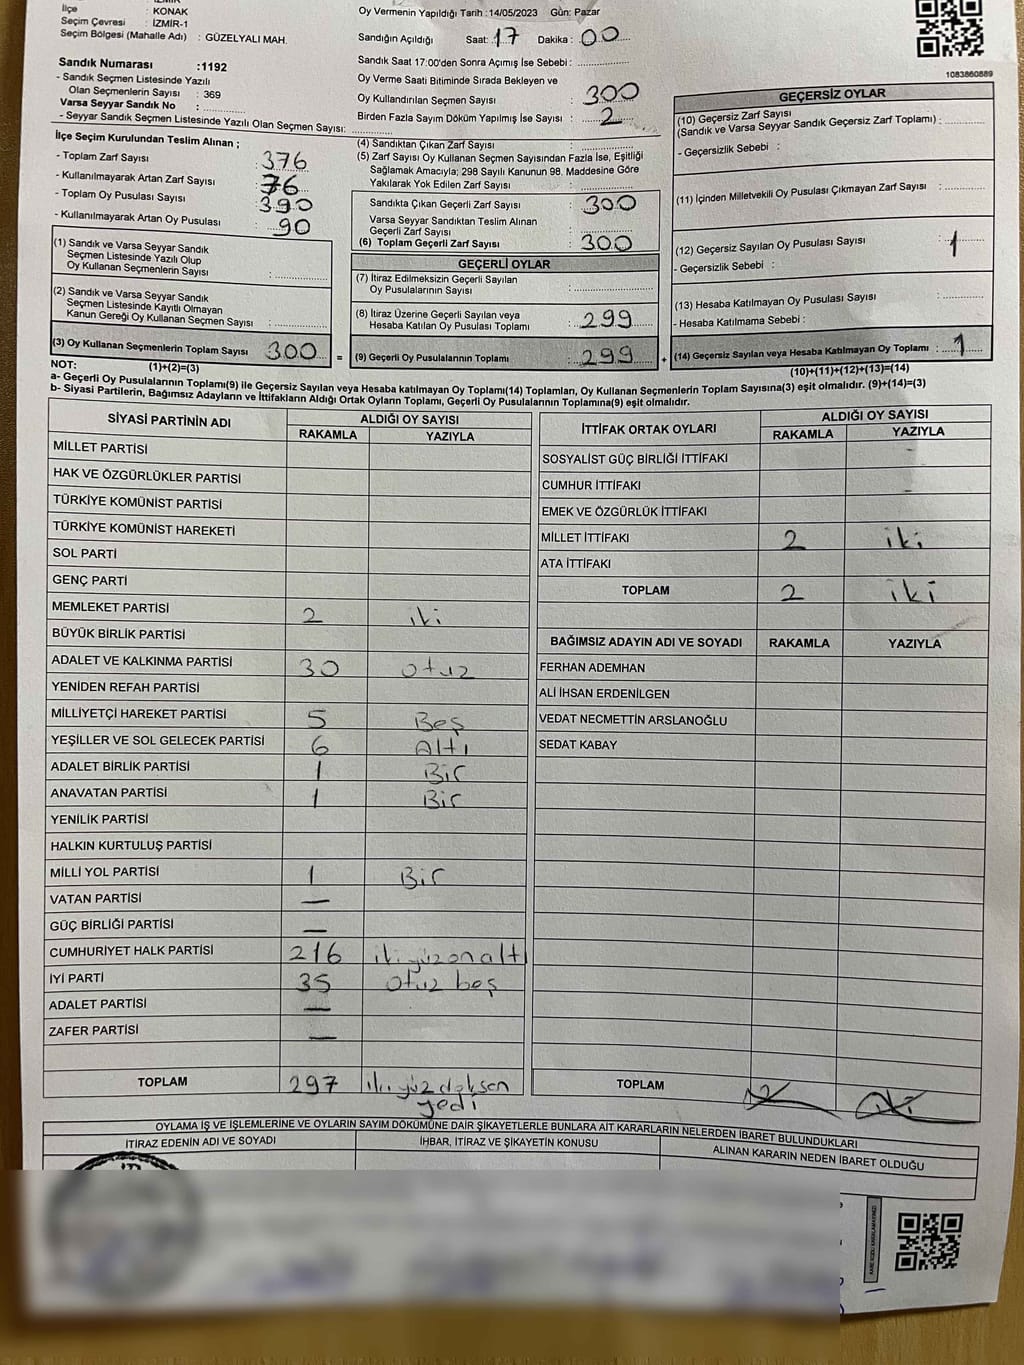 İZMİR
İlçe : KONAK
Seçim Çevresi : İZMİR-1
Seçim Bölgesi (Mahalle Adı) : GÜZELYALI MAH.
Sandık Numarası :1192
- Sandık Seçmen Listesinde Yazılı
Olan Seçmenlerin Sayısı : 369
Varsa Seyyar Sandık No :
- Seyyar Sandık Seçmen Listesinde Yazılı Olan Seçmen Sayısı:
Oy Vermenin Yapıldığı Tarih :14/05/2023 Gün: Pazar
Sandığın Açıldığı Saat: 17 Dakika : 00
Sandık Saat 17:00'den Sonra Açımış İse Sebebi :
Oy Verme Saati Bitiminde Sırada Bekleyen ve
Oy Kullandırılan Seçmen Sayısı : 300
Birden Fazla Sayım Döküm Yapılmış İse Sayısı : 2
1083860889
İlçe Seçim Kurulundan Teslim Alınan ;
- Toplam Zarf Sayısı : 376
- Kullanılmayarak Artan Zarf Sayısı : 76
- Toplam Oy Pusulası Sayısı : 390
- Kullanılmayarak Artan Oy Pusulası : 90
(1) Sandık ve Varsa Seyyar Sandık
Seçmen Listesinde Yazılı Olup
Oy Kullanan Seçmenlerin Sayısı :
(2) Sandık ve Varsa Seyyar Sandık
Seçmen Listesinde Kayıtlı Olmayan
Kanun Gereği Oy Kullanan Seçmen Sayısı :
(3) Oy Kullanan Seçmenlerin Toplam Sayısı 300 =
(1)+(2)=(3)
(4) Sandıktan Çıkan Zarf Sayısı :
(5) Zarf Sayısı Oy Kullanan Seçmen Sayısından Fazla İse, Eşitliği
Sağlamak Amacıyla; 298 Sayılı Kanunun 98. Maddesine Göre
Yakılarak Yok Edilen Zarf Sayısı :
Sandıkta Çıkan Geçerli Zarf Sayısı : 300
Varsa Seyyar Sandıktan Teslim Alınan
Geçerli Zarf Sayısı :
(6) Toplam Geçerli Zarf Sayısı : 300
GEÇERLİ OYLAR
(7) İtiraz Edilmeksizin Geçerli Sayılan
Oy Pusulalarının Sayısı :
(8) İtiraz Üzerine Geçerli Sayılan veya
Hesaba Katılan Oy Pusulası Toplamı : 299
(9) Geçerli Oy Pusulalarının Toplamı : 299 +
GEÇERSİZ OYLAR
(10) Geçersiz Zarf Sayısı
(Sandık ve Varsa Seyyar Sandık Geçersiz Zarf Toplamı) :
- Geçersizlik Sebebi :
(11) İçinden Milletvekili Oy Pusulası Çıkmayan Zarf Sayısı :
(12) Geçersiz Sayılan Oy Pusulası Sayısı : 1
- Geçersizlik Sebebi :
(13) Hesaba Katılmayan Oy Pusulası Sayısı :
- Hesaba Katılmama Sebebi :
(14) Geçersiz Sayılan veya Hesaba Katılmayan Oy Toplamı : 1
(10)+(11)+(12)+(13)=(14)
NOT:
a- Geçerli Oy Pusulalarının Toplamı(9) ile Geçersiz Sayılan veya Hesaba katılmayan Oy Toplamı(14) Toplamları, Oy Kullanan Seçmenlerin Toplam Sayısına(3) eşit olmalıdır. (9)+(14)=(3)
b- Siyasi Partilerin, Bağımsız Adayların ve İttifakların Aldığı Ortak Oyların Toplamı, Geçerli Oy Pusulalarının Toplamına(9) eşit olmalıdır.
SİYASİ PARTİNİN ADI ALDIĞI OY SAYISI
RAKAMLA YAZIYLA
MİLLET PARTİSİ
HAK VE ÖZGÜRLÜKLER PARTİSİ
TÜRKİYE KOMÜNİST PARTİSİ
TÜRKİYE KOMÜNİST HAREKETİ
SOL PARTİ
GENÇ PARTİ
MEMLEKET PARTİSİ 2 iki
BÜYÜK BİRLİK PARTİSİ
ADALET VE KALKINMA PARTİSİ 30 otuz
YENİDEN REFAH PARTİSİ
MİLLİYETÇİ HAREKET PARTİSİ 5 Beş
YEŞİLLER VE SOL GELECEK PARTİSİ 6 Altı
ADALET BİRLİK PARTİSİ 1 Bir
ANAVATAN PARTİSİ 1 Bir
YENİLİK PARTİSİ
HALKIN KURTULUŞ PARTİSİ
MİLLİ YOL PARTİSİ 1 Bir
VATAN PARTİSİ —
GÜÇ BİRLİĞİ PARTİSİ —
CUMHURİYET HALK PARTİSİ 216 ikiyüzonaltı
İYİ PARTİ 35 otuz beş
ADALET PARTİSİ —
ZAFER PARTİSİ —
TOPLAM 297 ikiyüz doksan
yedi
İTTİFAK ORTAK OYLARI ALDIĞI OY SAYISI
RAKAMLA YAZIYLA
SOSYALİST GÜÇ BİRLİĞİ İTTİFAKI
CUMHUR İTTİFAKI
EMEK VE ÖZGÜRLÜK İTTİFAKI
MİLLET İTTİFAKI 2 iki
ATA İTTİFAKI
TOPLAM 2 iki
BAĞIMSIZ ADAYIN ADI VE SOYADI RAKAMLA YAZIYLA
FERHAN ADEMHAN
ALİ İHSAN ERDENİLGEN
VEDAT NECMETTİN ARSLANOĞLU
SEDAT KABAY
TOPLAM 2 iki
OYLAMA İŞ VE İŞLEMLERİNE VE OYLARIN SAYIM DÖKÜMÜNE DAİR ŞİKAYETLERLE BUNLARA AİT KARARLARIN NELERDEN İBARET BULUNDUKLARI
İTİRAZ EDENİN ADI VE SOYADI İHBAR, İTİRAZ VE ŞİKAYETİN KONUSU ALINAN KARARIN NEDEN İBARET OLDUĞU